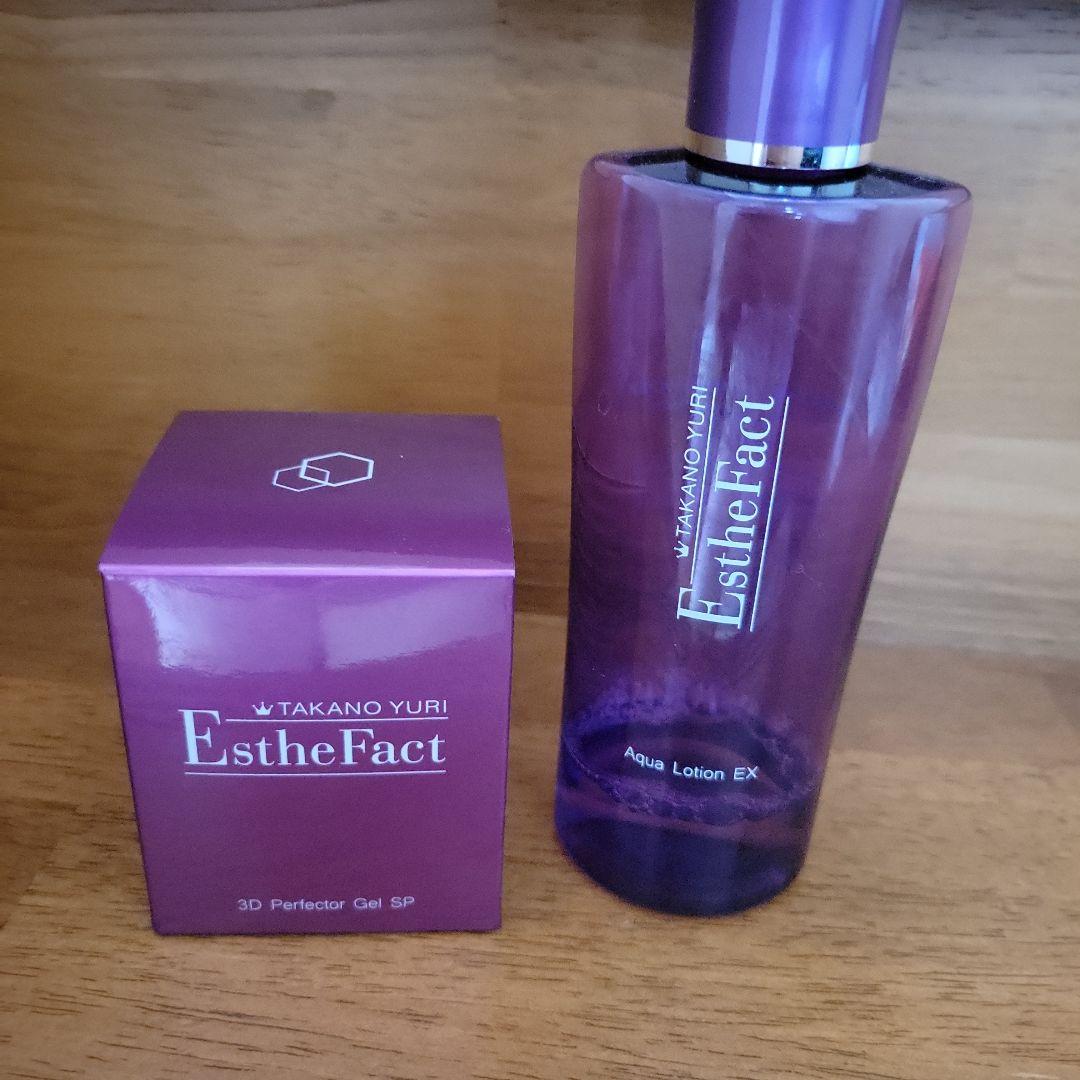 TAKANO YURI
EstheFact
3D Perfector Gel SP
TAKANO YURI
EstheFact
Aqua Lotion EX